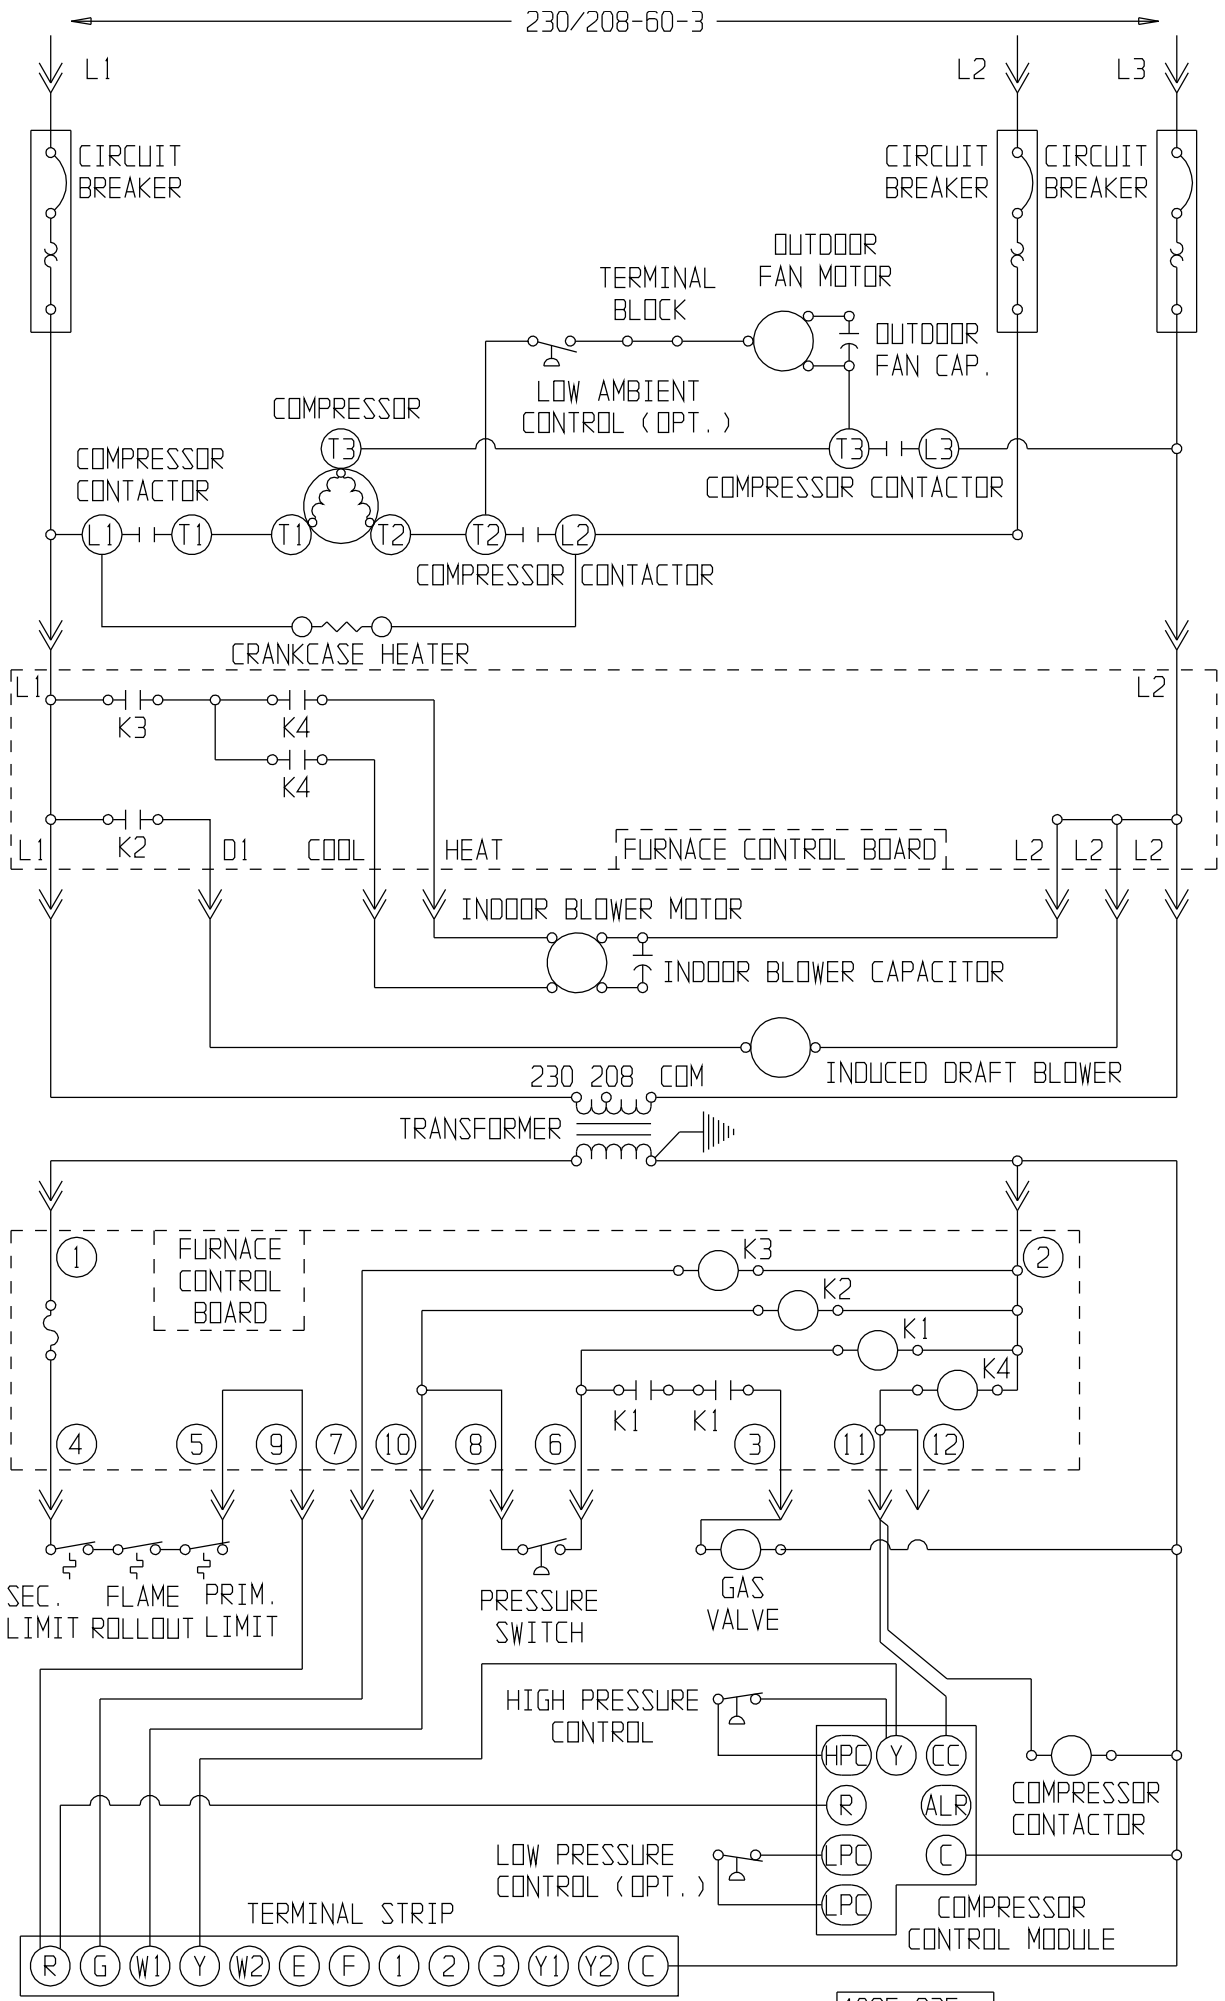 230/208-60-3
L1
L2
L3
CIRCUIT
BREAKER
CIRCUIT
BREAKER
CIRCUIT
BREAKER
OUTDOOR
FAN MOTOR
TERMINAL
BLOCK
OUTDOOR
FAN CAP.
LOW AMBIENT
CONTROL (OPT.)
COMPRESSOR
T3
T3
L3
COMPRESSOR
CONTACTOR
COMPRESSOR CONTACTOR
L1
T1
T1
T2
T2
L2
COMPRESSOR CONTACTOR
CRANKCASE HEATER
L1
L2
K3
K4
K4
K2
L1
D1
COOL
HEAT
FURNACE CONTROL BOARD
L2
L2
L2
INDOOR BLOWER MOTOR
INDOOR BLOWER CAPACITOR
INDUCED DRAFT BLOWER
230 208 COM
TRANSFORMER
1
FURNACE
CONTROL
BOARD
K3
2
K2
K1
K4
K1
K1
4
5
9
7
10
8
6
3
11
12
SEC.
LIMIT
FLAME
ROLLOUT
PRIM.
LIMIT
PRESSURE
SWITCH
GAS
VALVE
HIGH PRESSURE
CONTROL
HPC
Y
CC
R
ALR
LPC
C
LPC
COMPRESSOR
CONTACTOR
LOW PRESSURE
CONTROL (OPT.)
COMPRESSOR
CONTROL MODULE
TERMINAL STRIP
R G W1 Y W2 E F 1 2 3 Y1 Y2 C